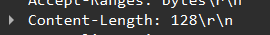 Accept-Ranges: bytes\r\n
Content-Length: 128\r\n